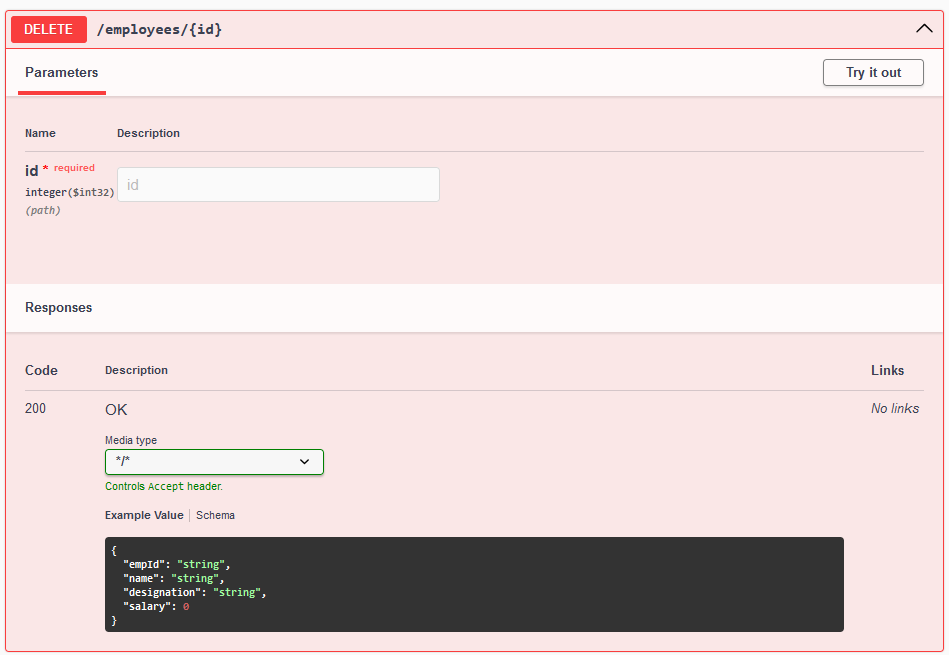 DELETE /employees/{id}
Parameters
Try it out
Name Description
id * required
integer($int32)
(path)
id
Responses
Code Description Links
200 OK No links
Media type
*/*
Controls Accept header.
Example Value Schema
{
  "empId": "string",
  "name": "string",
  "designation": "string",
  "salary": 0
}